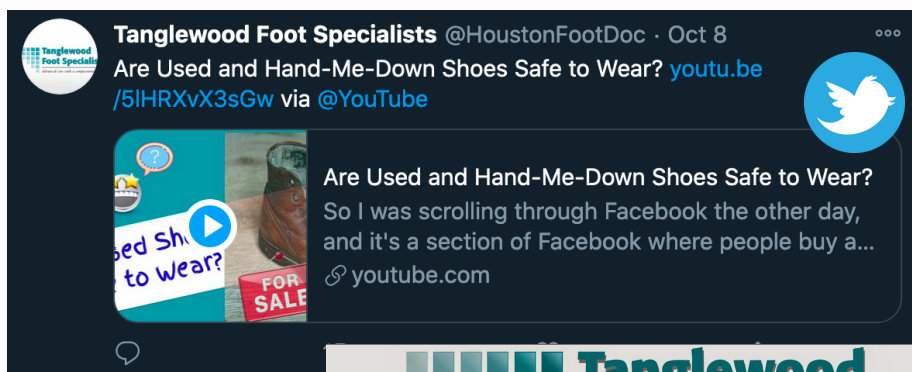 Tanglewood Foot Specialists @HoustonFootDoc · Oct 8
Tanglewood
Foot Specialis
Are Used and Hand-Me-Down Shoes Safe to Wear? youtu.be
/5lHRXvX3sGw via @YouTube
Are Used and Hand-Me-Down Shoes Safe to Wear?
So I was scrolling through Facebook the other day,
and it's a section of Facebook where people buy a...
youtube.com
?
sed Sh
to Wear?
FOR
SALE
Tanglewood